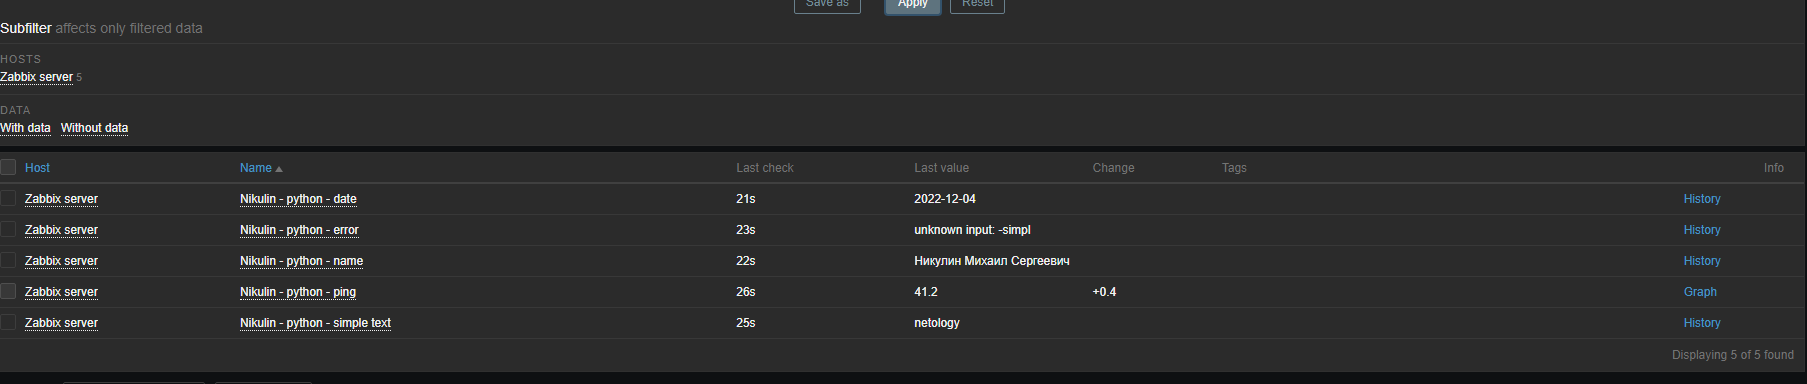 Save as Apply Reset
Subfilter affects only filtered data
HOSTS
Zabbix server 5
DATA
With data Without data
Host Name Last check Last value Change Tags Info
Zabbix server Nikulin - python - date 21s 2022-12-04 History
Zabbix server Nikulin - python - error 23s unknown input: -simpl History
Zabbix server Nikulin - python - name 22s Никулин Михаил Сергеевич History
Zabbix server Nikulin - python - ping 26s 41.2 +0.4 Graph
Zabbix server Nikulin - python - simple text 25s netology History
Displaying 5 of 5 found